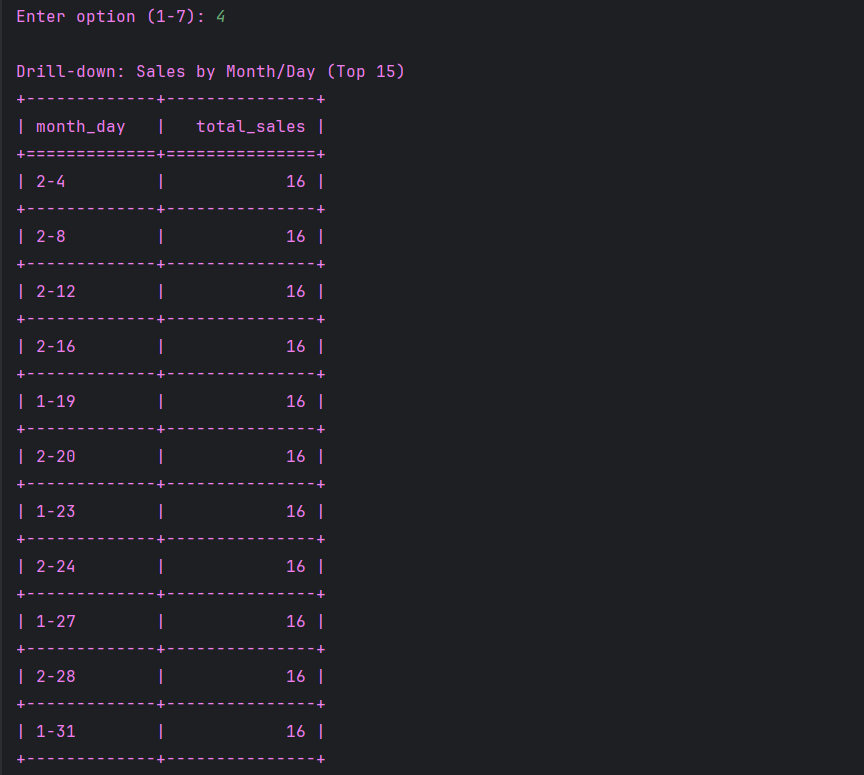 Enter option (1-7): 4
Drill-down: Sales by Month/Day (Top 15)
+-------------+---------------+
| month_day   |   total_sales |
+=============+===============+
| 2-4         |            16 |
+-------------+---------------+
| 2-8         |            16 |
+-------------+---------------+
| 2-12        |            16 |
+-------------+---------------+
| 2-16        |            16 |
+-------------+---------------+
| 1-19        |            16 |
+-------------+---------------+
| 2-20        |            16 |
+-------------+---------------+
| 1-23        |            16 |
+-------------+---------------+
| 2-24        |            16 |
+-------------+---------------+
| 1-27        |            16 |
+-------------+---------------+
| 2-28        |            16 |
+-------------+---------------+
| 1-31        |            16 |
+-------------+---------------+